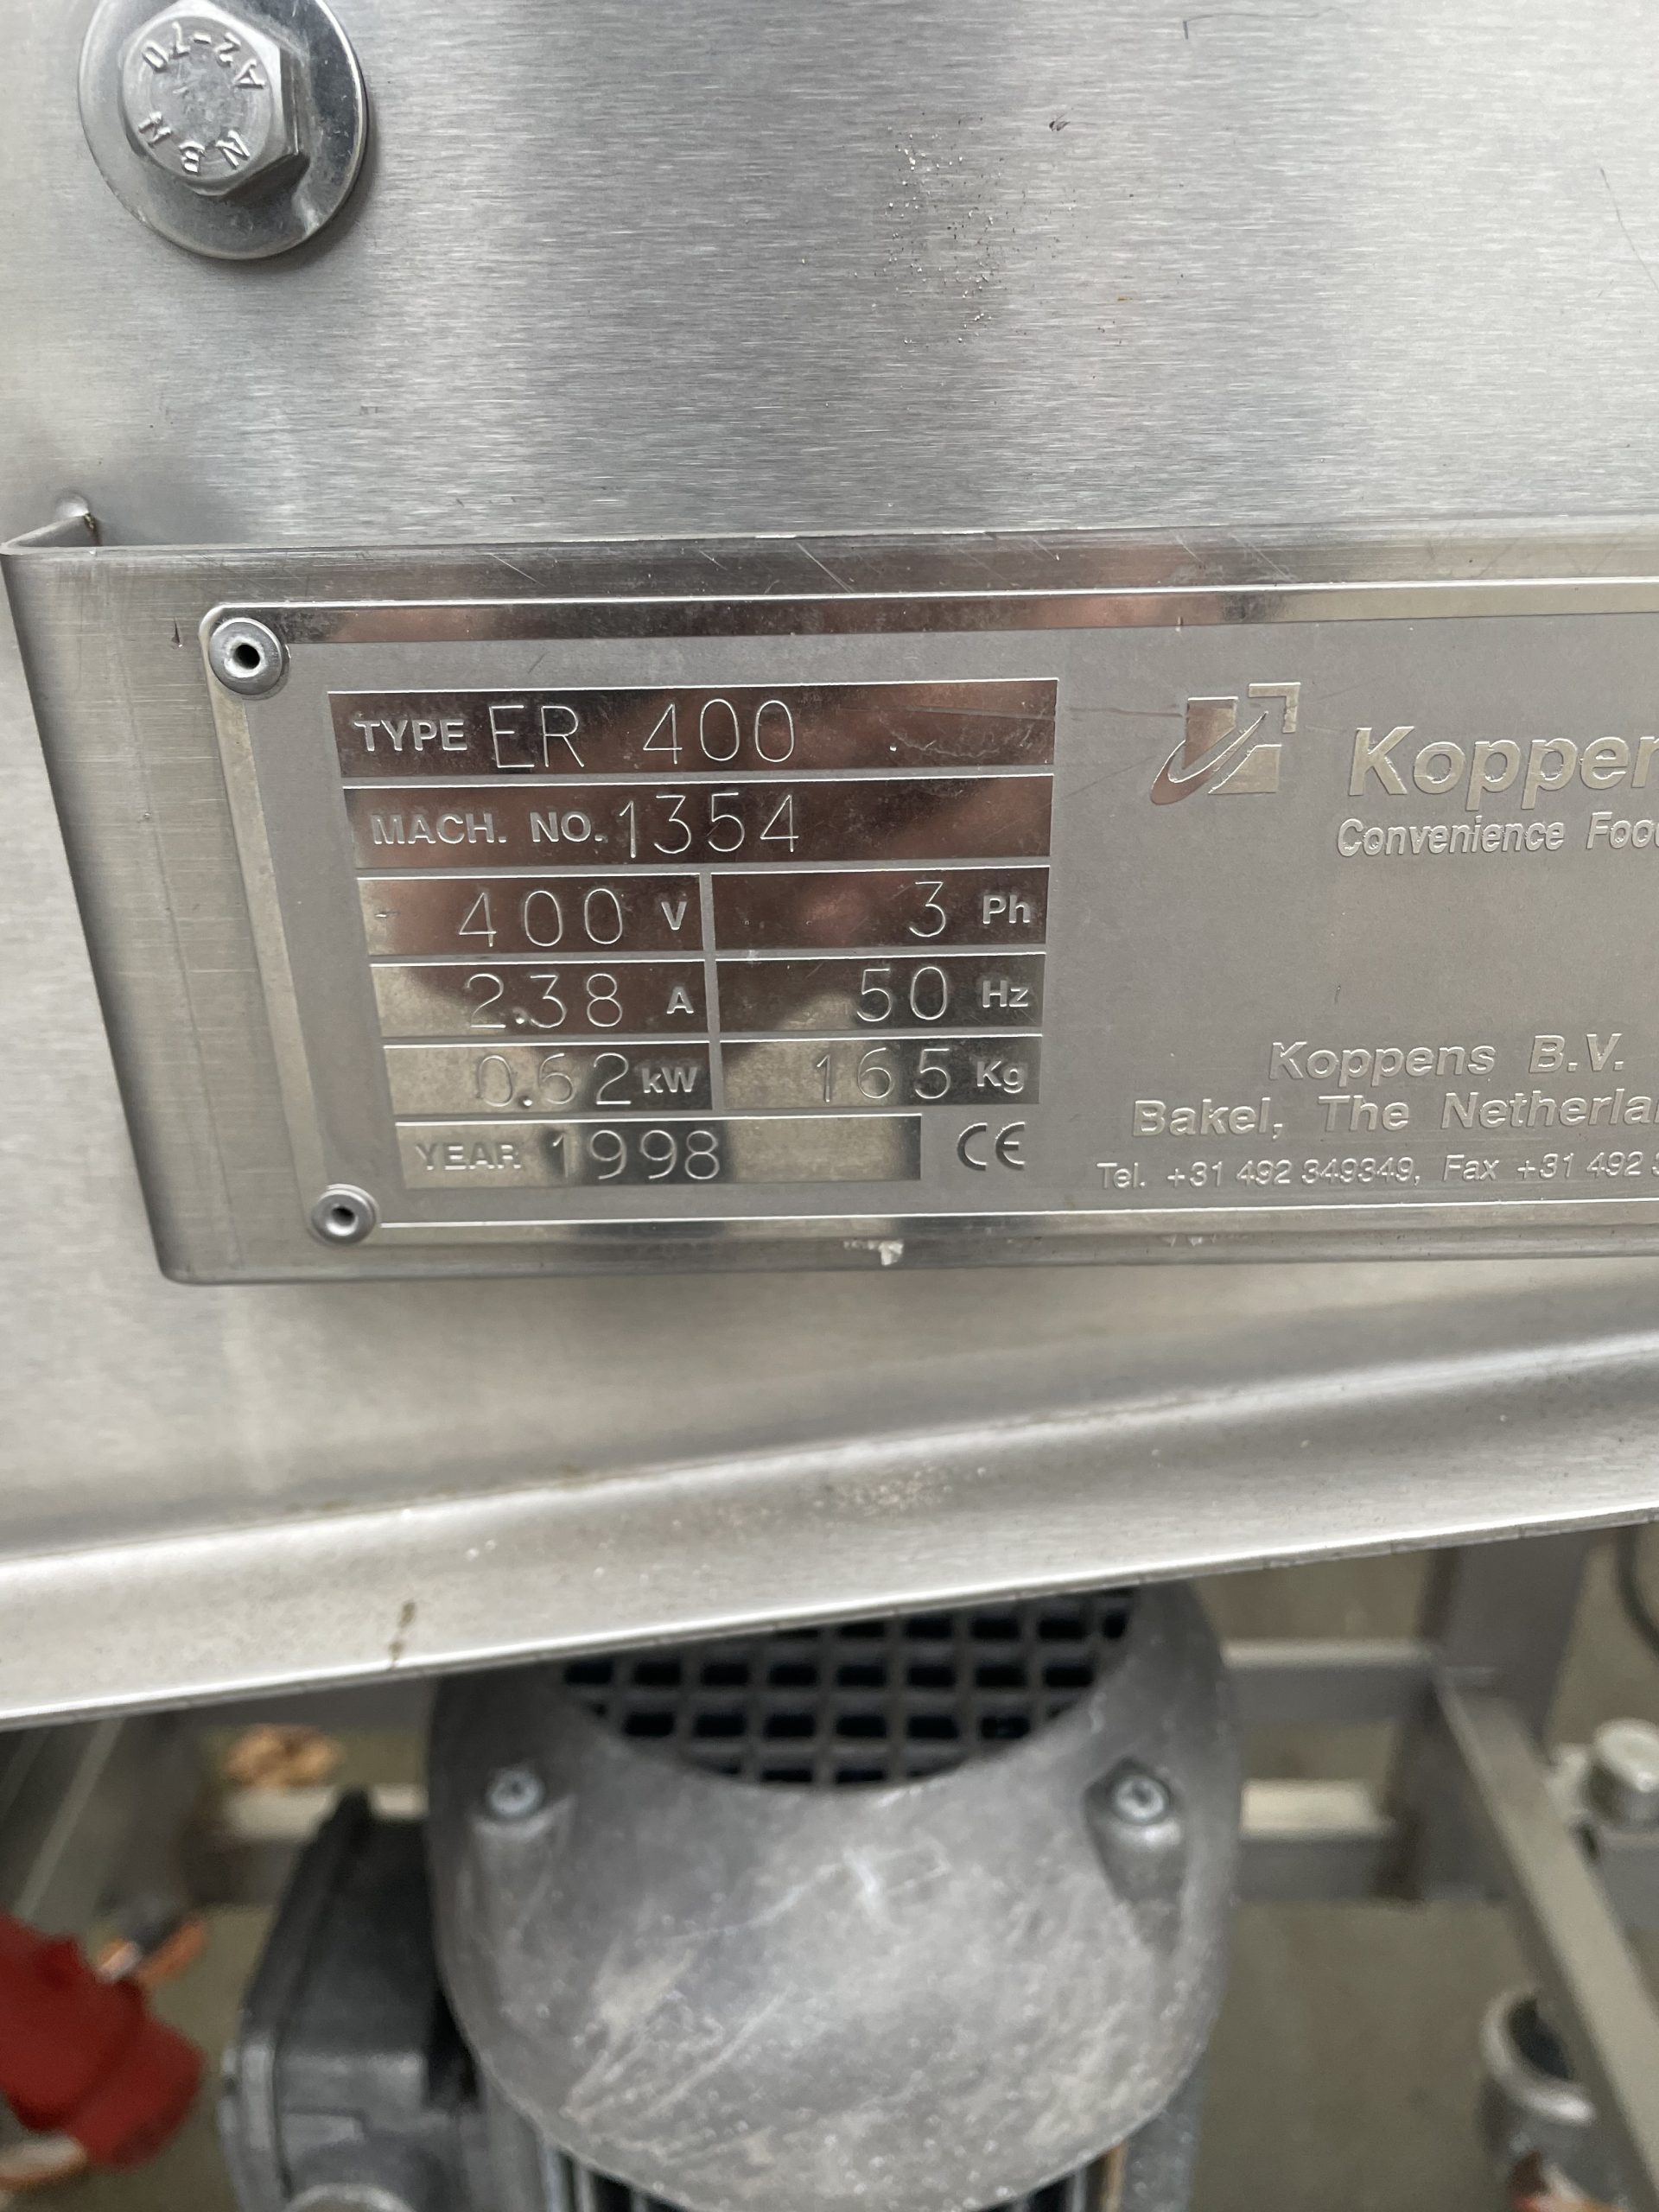 A2-70
NBN
TYPE ER 400
MACH. NO. 1354
400 V 3 Ph
2.38 A 50 Hz
0.62 kW 165 Kg
YEAR 1998 CE
Koppen
Convenience Foo
Koppens B.V.
Bakel, The Netherla
Tel. +31 492 349349, Fax +31 492